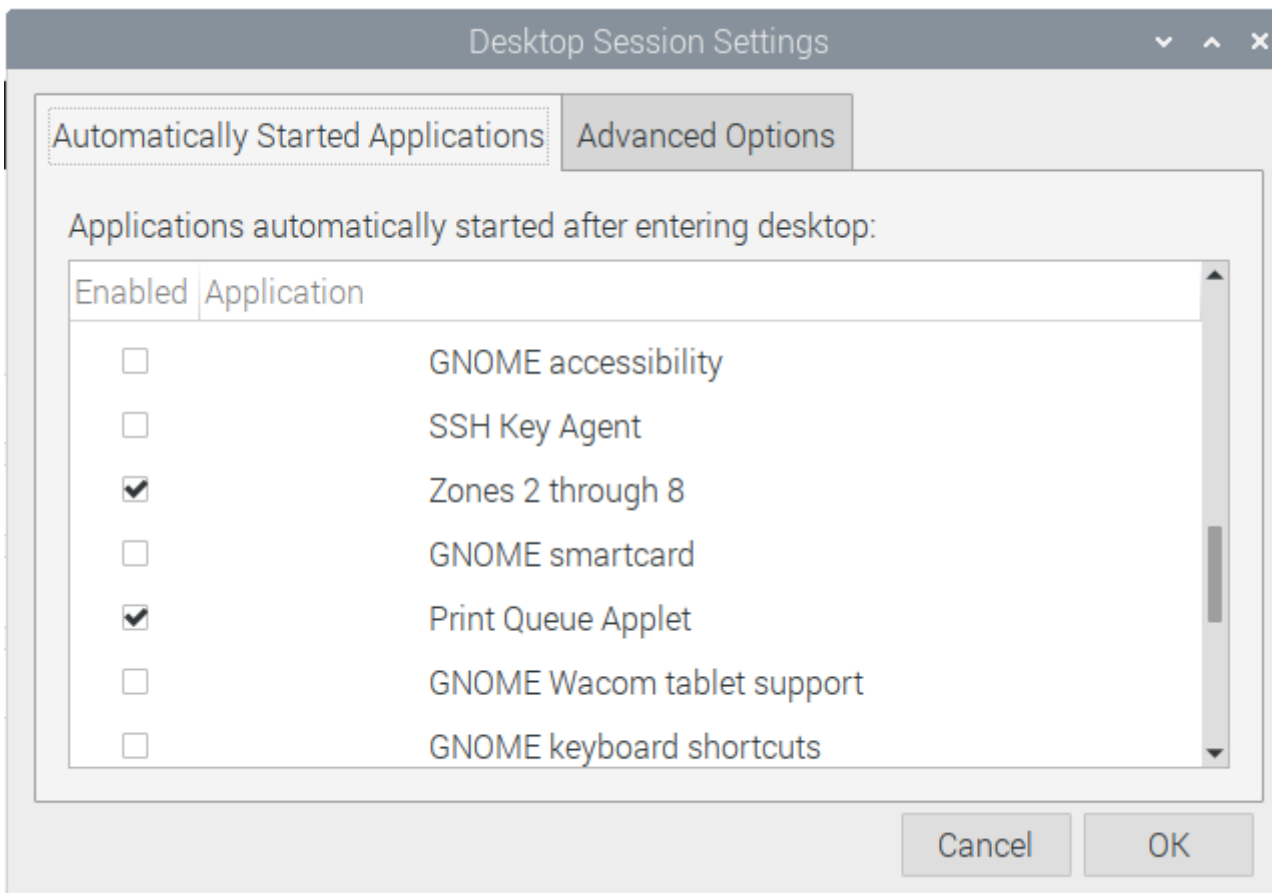 Desktop Session Settings
Automatically Started Applications Advanced Options
Applications automatically started after entering desktop:
Enabled Application
GNOME accessibility
SSH Key Agent
Zones 2 through 8
GNOME smartcard
Print Queue Applet
GNOME Wacom tablet support
GNOME keyboard shortcuts
Cancel OK